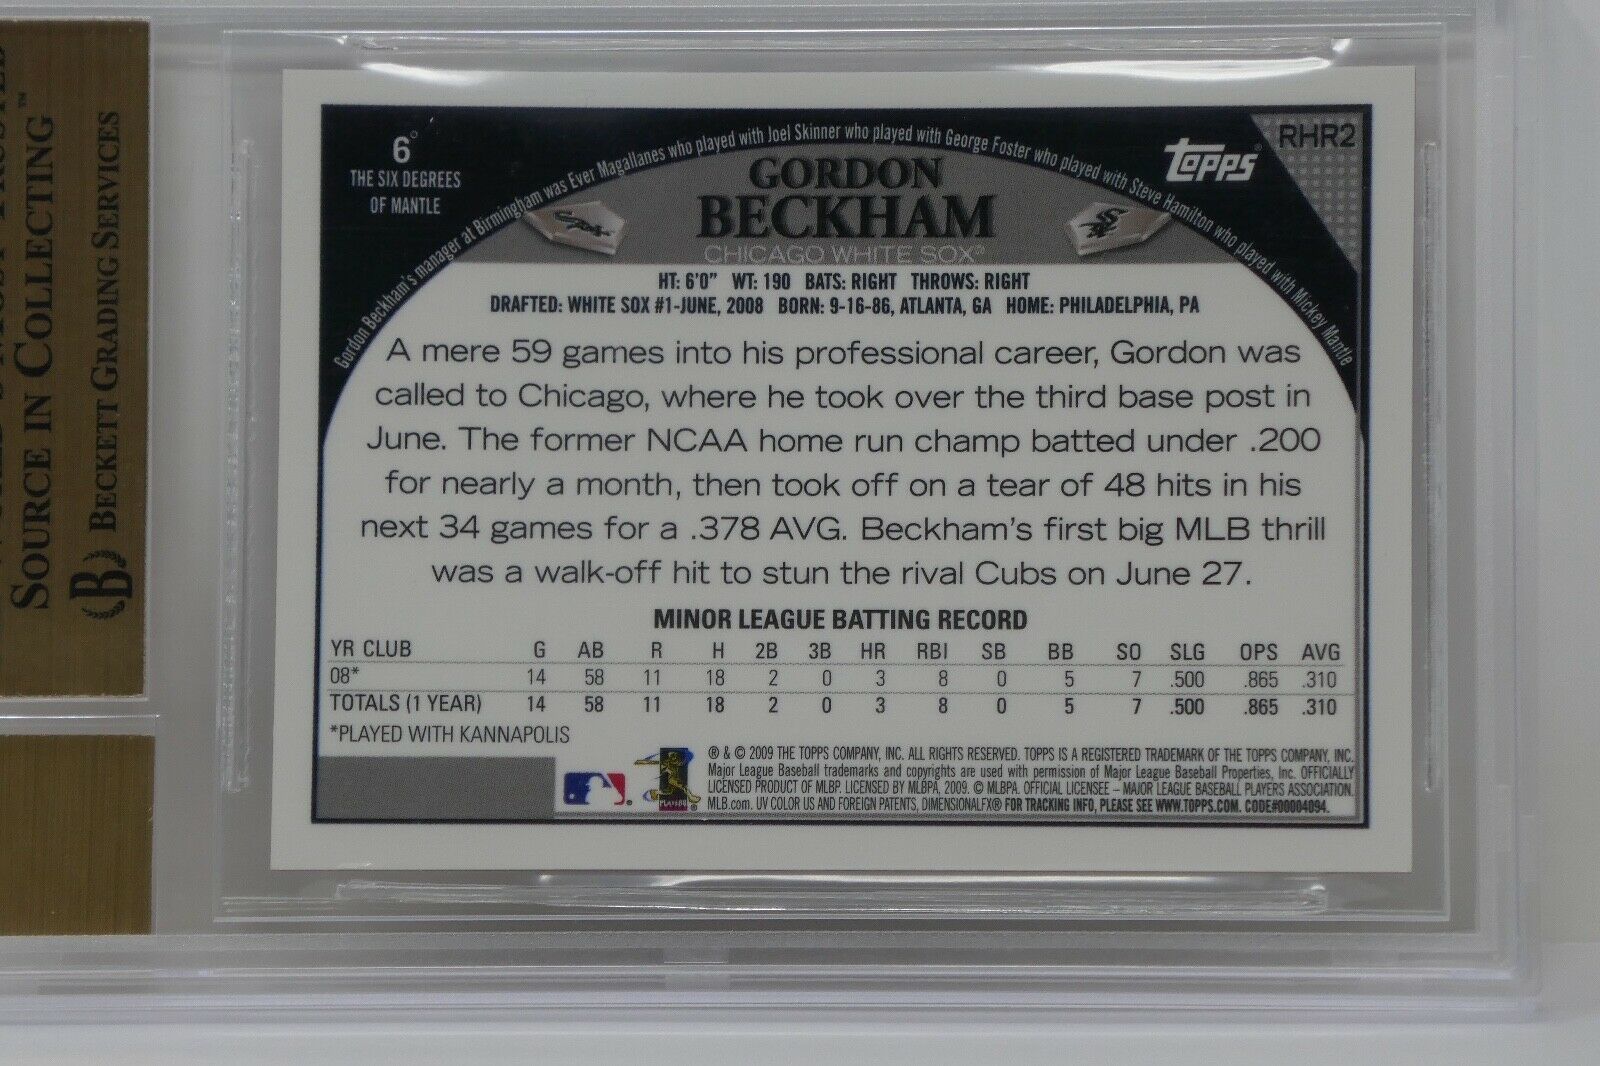 SOURCE IN COLLECTING™
BECKETT GRADING SERVICES
B
6°
THE SIX DEGREES
OF MANTLE
Gordon Beckham's manager at Birmingham was Ever Magallanes who played with Joel Skinner who played with George Foster who played with Steve Hamilton who played with Mickey Mantle
topps®
RHR2
GORDON
BECKHAM
CHICAGO WHITE SOX®
HT: 6'0" WT: 190 BATS: RIGHT THROWS: RIGHT
DRAFTED: WHITE SOX #1-JUNE, 2008 BORN: 9-16-86, ATLANTA, GA HOME: PHILADELPHIA, PA
A mere 59 games into his professional career, Gordon was
called to Chicago, where he took over the third base post in
June. The former NCAA home run champ batted under .200
for nearly a month, then took off on a tear of 48 hits in his
next 34 games for a .378 AVG. Beckham's first big MLB thrill
was a walk-off hit to stun the rival Cubs on June 27.
MINOR LEAGUE BATTING RECORD
YR CLUB G AB R H 2B 3B HR RBI SB BB SO SLG OPS AVG
08* 14 58 11 18 2 0 3 8 0 5 7 .500 .865 .310
TOTALS (1 YEAR) 14 58 11 18 2 0 3 8 0 5 7 .500 .865 .310
*PLAYED WITH KANNAPOLIS
® & © 2009 THE TOPPS COMPANY, INC. ALL RIGHTS RESERVED. TOPPS IS A REGISTERED TRADEMARK OF THE TOPPS COMPANY, INC.
Major League Baseball trademarks and copyrights are used with permission of Major League Baseball Properties, Inc. OFFICIALLY
LICENSED PRODUCT OF MLBP. LICENSED BY MLBPA, 2009. © MLBPA. OFFICIAL LICENSEE – MAJOR LEAGUE BASEBALL PLAYERS ASSOCIATION.
MLB.com. UV COLOR US AND FOREIGN PATENTS, DIMENSIONALFX® FOR TRACKING INFO, PLEASE SEE WWW.TOPPS.COM. CODE#00004094.